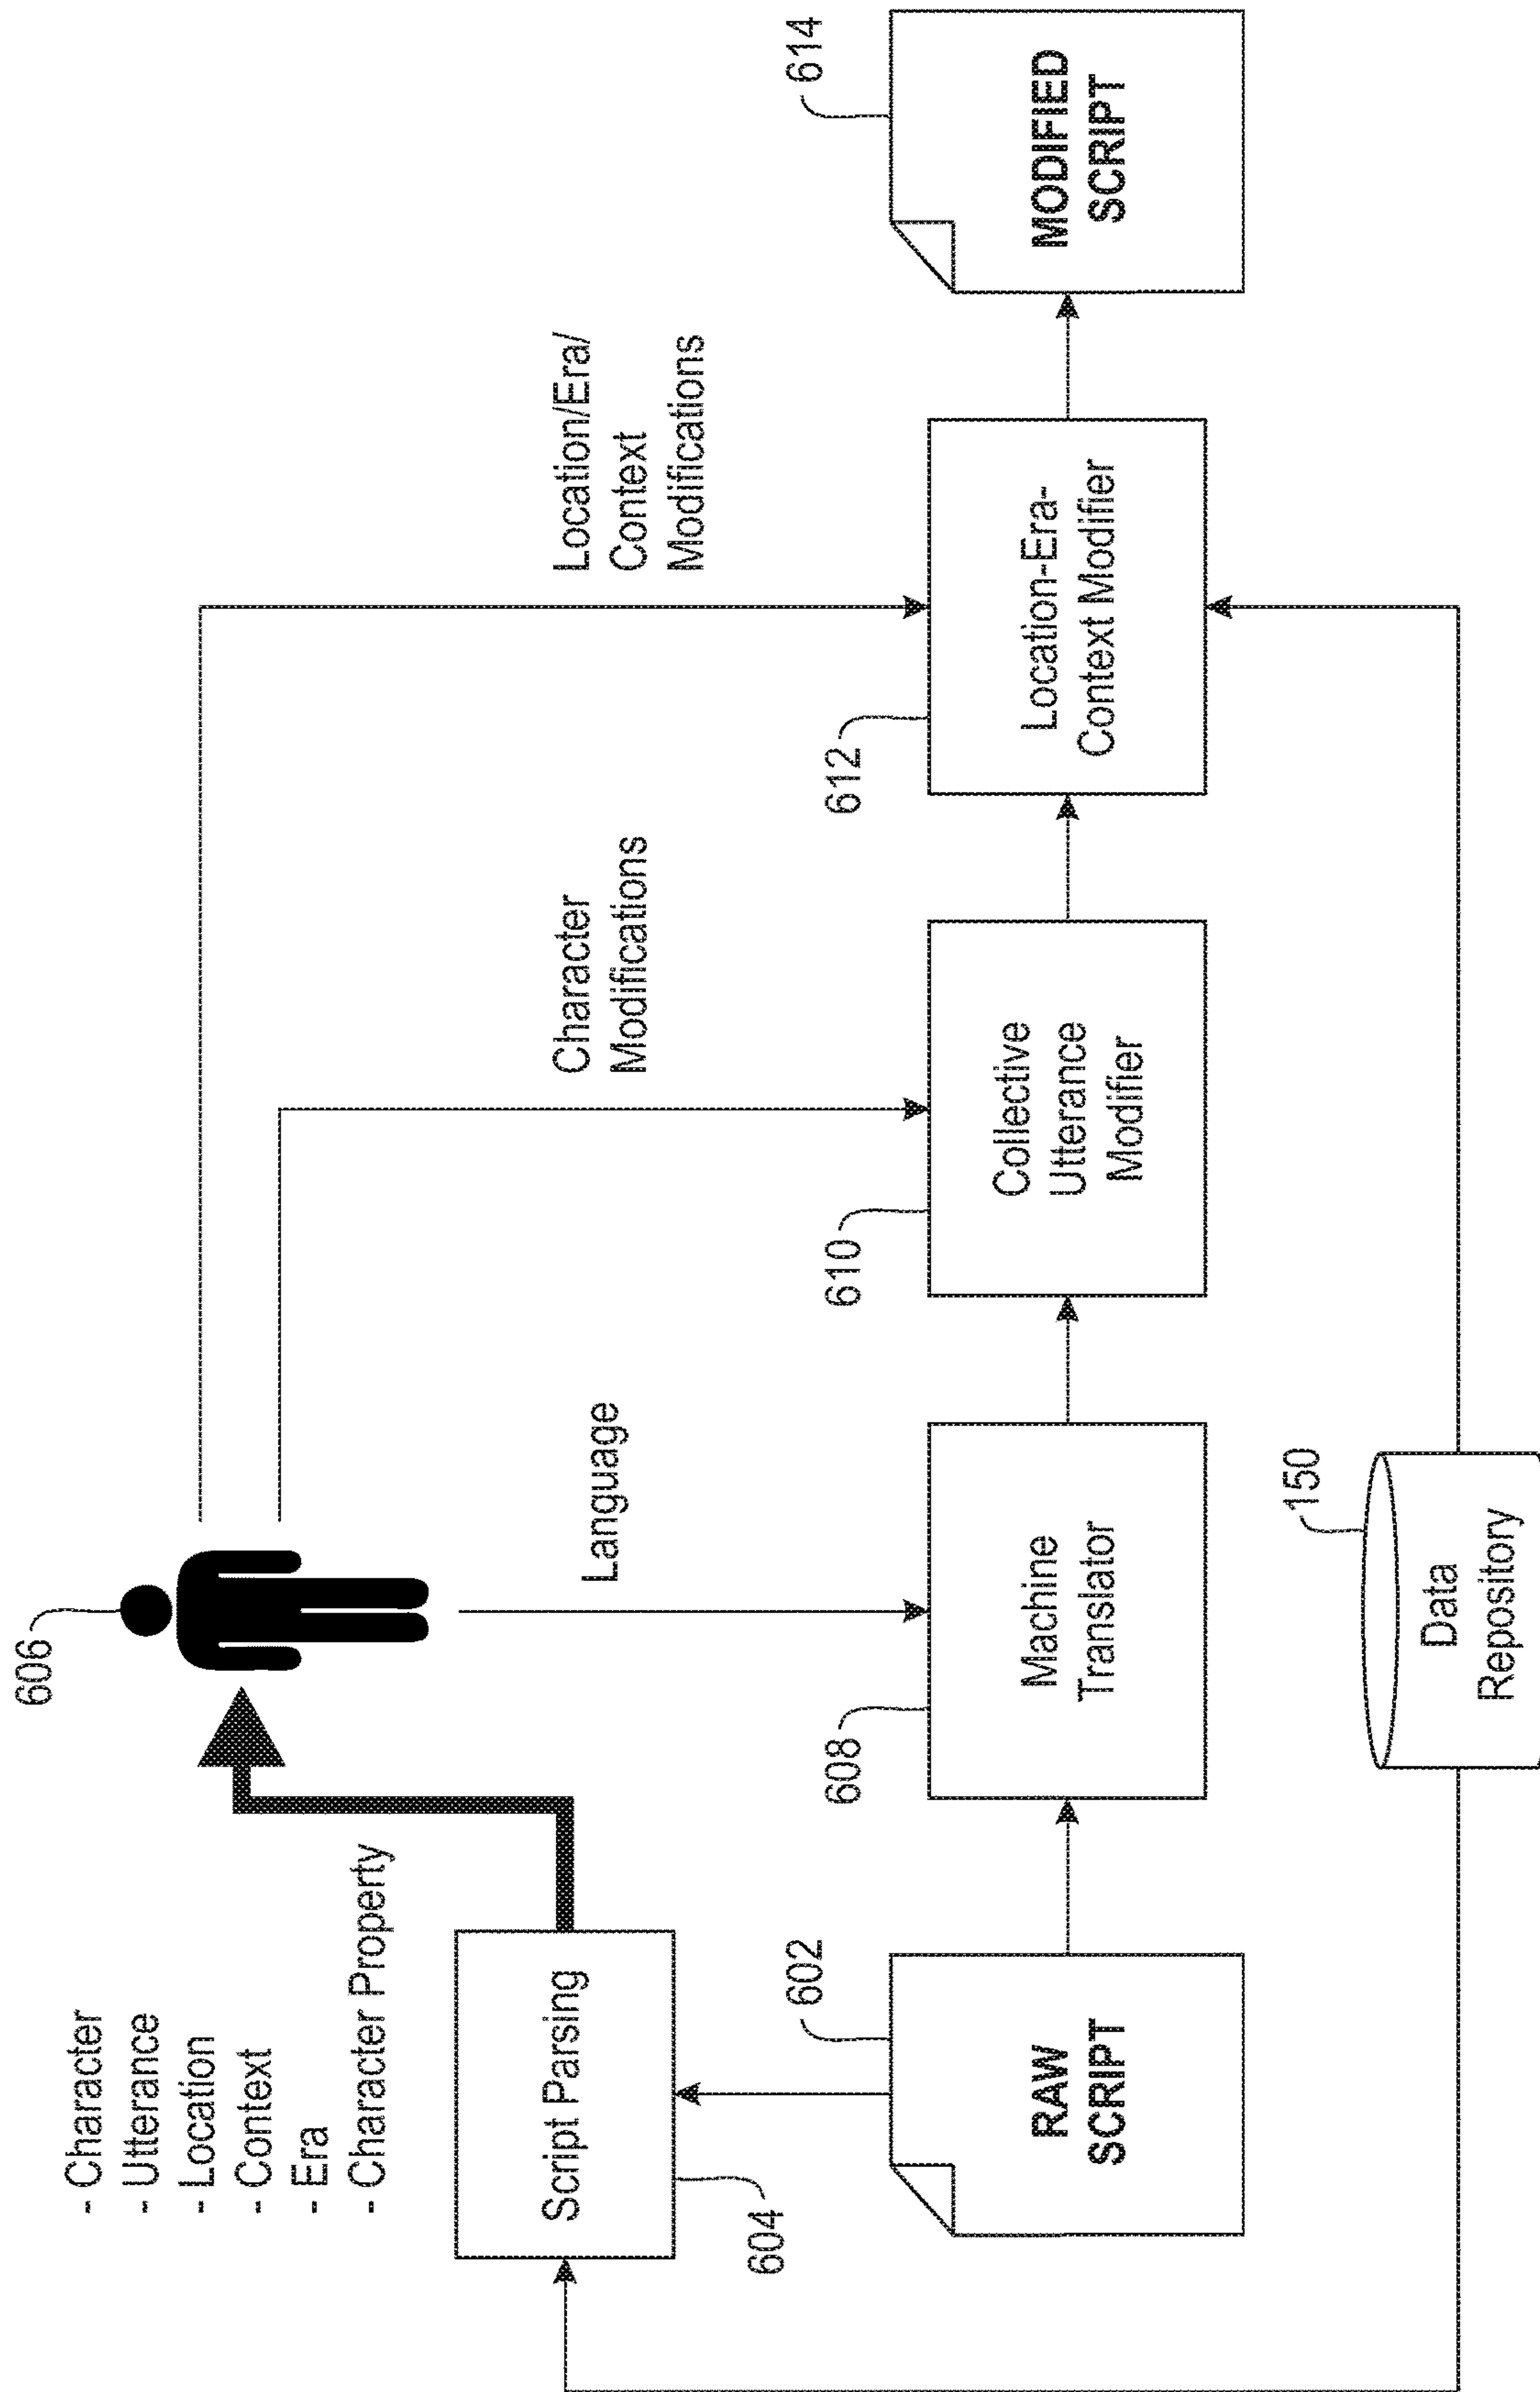 606
- Character
- Utterance
- Location
- Context
- Era
- Character Property
Script Parsing
604
RAW
SCRIPT
602
Language
Machine
Translator
608
Character
Modifications
Collective
Utterance
Modifier
610
Location/Era/
Context
Modifications
Location-Era-
Context Modifier
612
MODIFIED
SCRIPT
614
Data
Repository
150